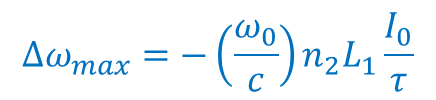 Δω_max = −(ω_0/c) n_2 L_1 I_0/τ